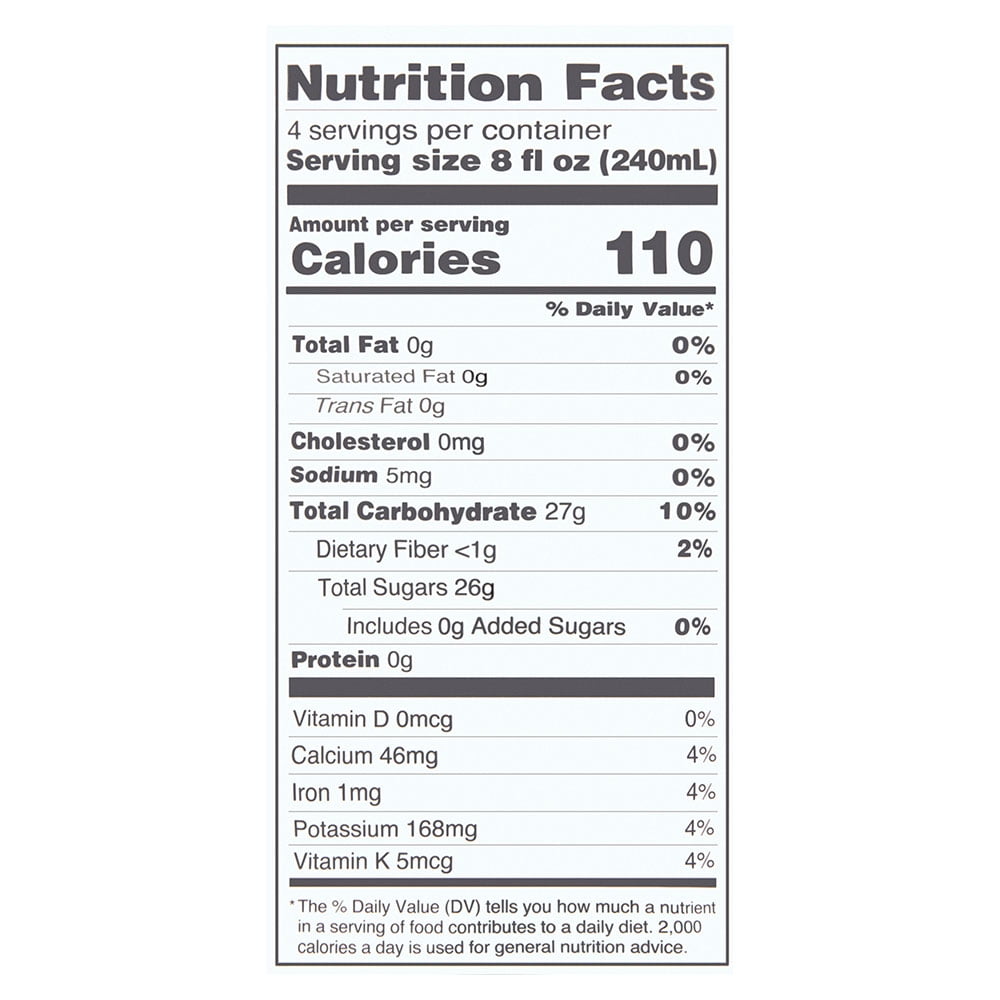 Nutrition Facts
4 servings per container
Serving size 8 fl oz (240mL)
Amount per serving
Calories 110
% Daily Value*
Total Fat 0g 0%
Saturated Fat 0g 0%
Trans Fat 0g
Cholesterol 0mg 0%
Sodium 5mg 0%
Total Carbohydrate 27g 10%
Dietary Fiber <1g 2%
Total Sugars 26g
Includes 0g Added Sugars 0%
Protein 0g
Vitamin D 0mcg 0%
Calcium 46mg 4%
Iron 1mg 4%
Potassium 168mg 4%
Vitamin K 5mcg 4%
*The % Daily Value (DV) tells you how much a nutrient
in a serving of food contributes to a daily diet. 2,000
calories a day is used for general nutrition advice.